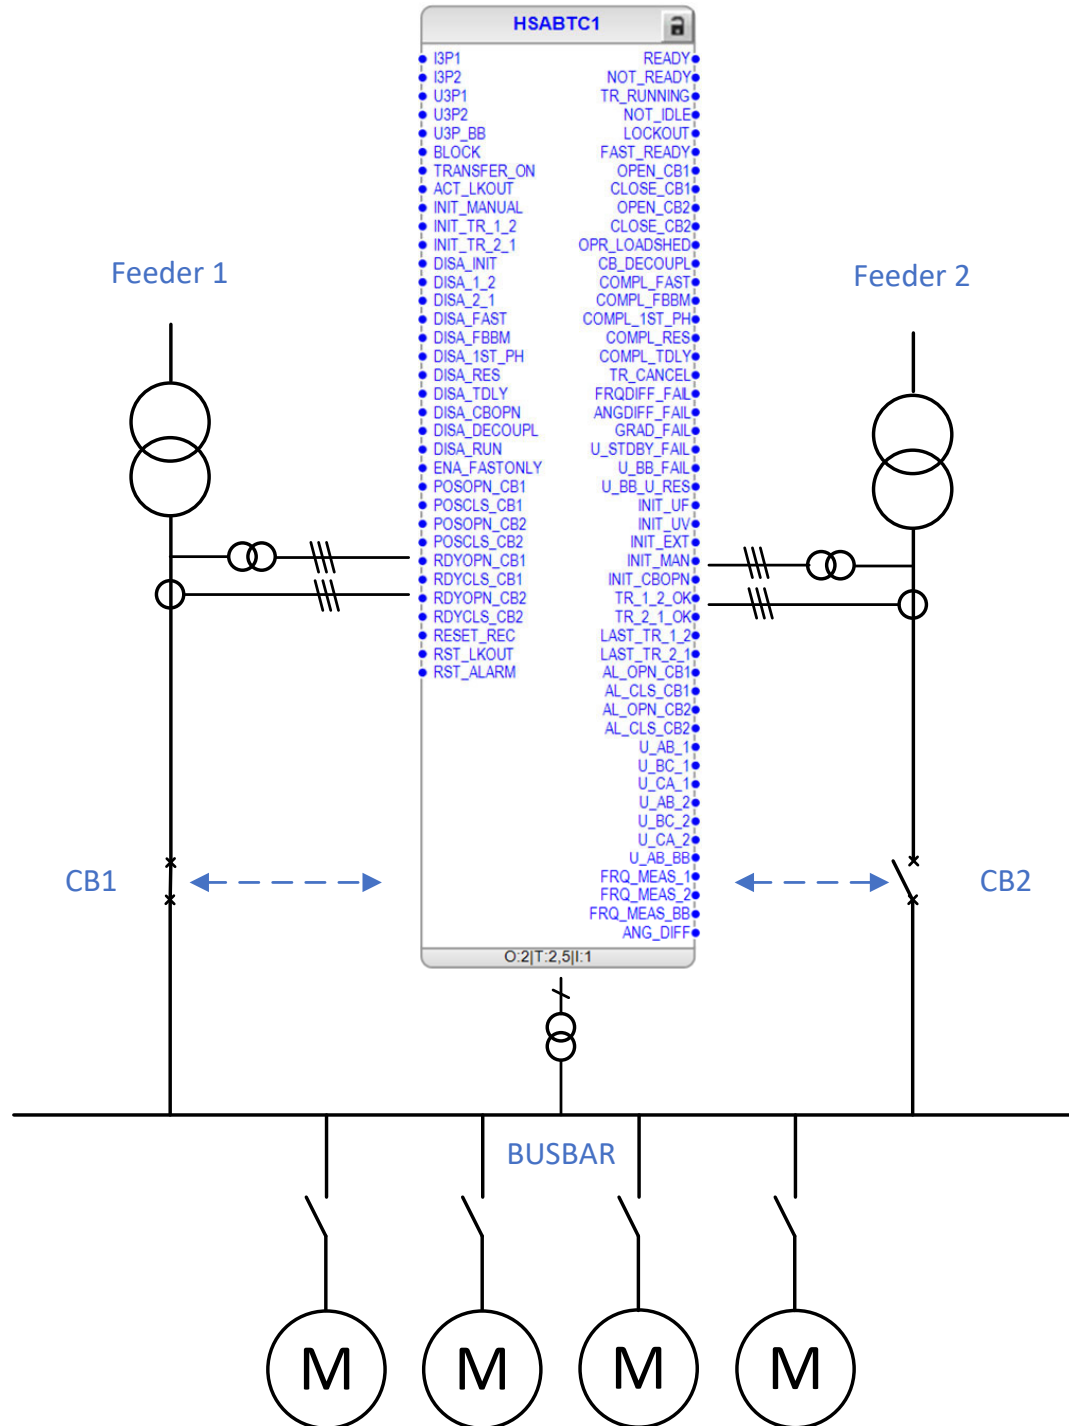 HSABTC1
I3P1
I3P2
U3P1
U3P2
U3P_BB
BLOCK
TRANSFER_ON
ACT_LKOUT
INIT_MANUAL
INIT_TR_1_2
INIT_TR_2_1
DISA_INIT
DISA_1_2
DISA_2_1
DISA_FAST
DISA_FBBM
DISA_1ST_PH
DISA_RES
DISA_TDLY
DISA_CBOPN
DISA_DECOUPL
DISA_RUN
ENA_FASTONLY
POSOPN_CB1
POSCLS_CB1
POSOPN_CB2
POSCLS_CB2
RDYOPN_CB1
RDYCLS_CB1
RDYOPN_CB2
RDYCLS_CB2
RESET_REC
RST_LKOUT
RST_ALARM
READY
NOT_READY
TR_RUNNING
NOT_IDLE
LOCKOUT
FAST_READY
OPEN_CB1
CLOSE_CB1
OPEN_CB2
CLOSE_CB2
OPR_LOADSHED
CB_DECOUPL
COMPL_FAST
COMPL_FBBM
COMPL_1ST_PH
COMPL_RES
COMPL_TDLY
TR_CANCEL
FRQDIFF_FAIL
ANGDIFF_FAIL
GRAD_FAIL
U_STDBY_FAIL
U_BB_FAIL
U_BB_U_RES
INIT_UF
INIT_UV
INIT_EXT
INIT_MAN
INIT_CBOPN
TR_1_2_OK
TR_2_1_OK
LAST_TR_1_2
LAST_TR_2_1
AL_OPN_CB1
AL_CLS_CB1
AL_OPN_CB2
AL_CLS_CB2
U_AB_1
U_BC_1
U_CA_1
U_AB_2
U_BC_2
U_CA_2
U_AB_BB
FRQ_MEAS_1
FRQ_MEAS_2
FRQ_MEAS_BB
ANG_DIFF
O:2|T:2,5|I:1
Feeder 1
Feeder 2
CB1
CB2
BUSBAR
M
M
M
M